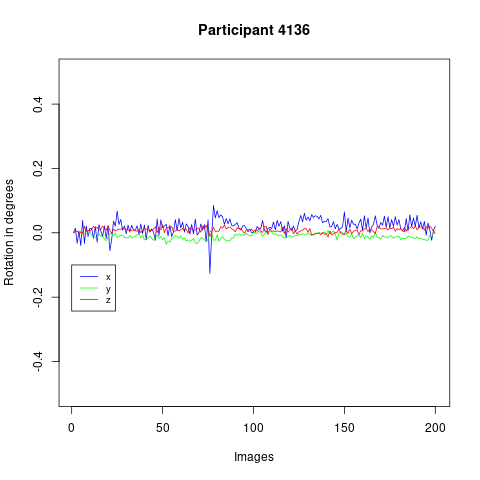 Participant 4136
Rotation in degrees
0.4
0.2
0.0
-0.2
-0.4
x
y
z
0 50 100 150 200
Images